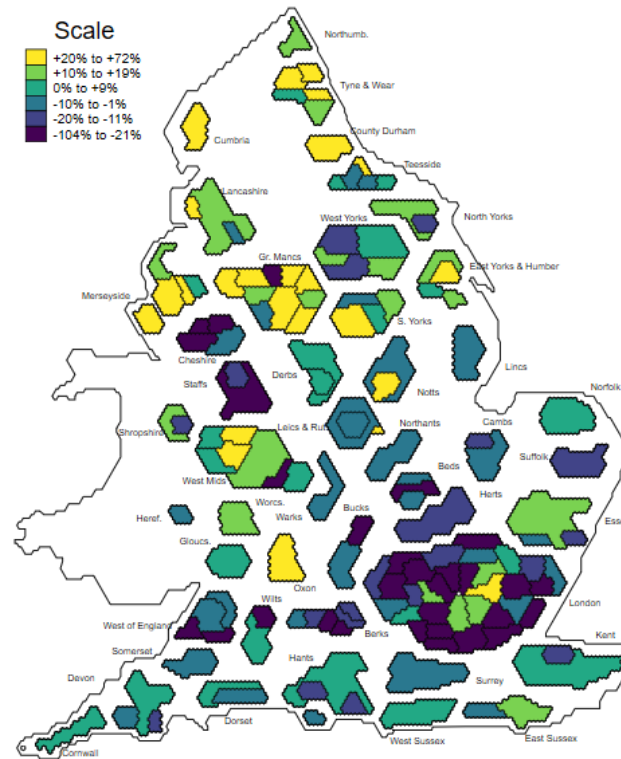 Scale
+20% to +72%
+10% to +19%
0% to +9%
-10% to -1%
-20% to -11%
-104% to -21%
Northumb.
Tyne & Wear
County Durham
Cumbria
Teesside
Lancashire
North Yorks
West Yorks
Gr. Mancs
East Yorks & Humber
Merseyside
S. Yorks
Cheshire
Lincs
Derbs
Staffs
Notts
Norfolk
Shropshire
Leics & Rut
Northants
Cambs
Suffolk
West Mids
Beds
Worcs.
Herts
Heref.
Warks
Bucks
Esse
Gloucs.
Oxon
Wilts
London
West of England
Berks
Kent
Somerset
Devon
Hants
Surrey
Dorset
West Sussex
East Sussex
Cornwall